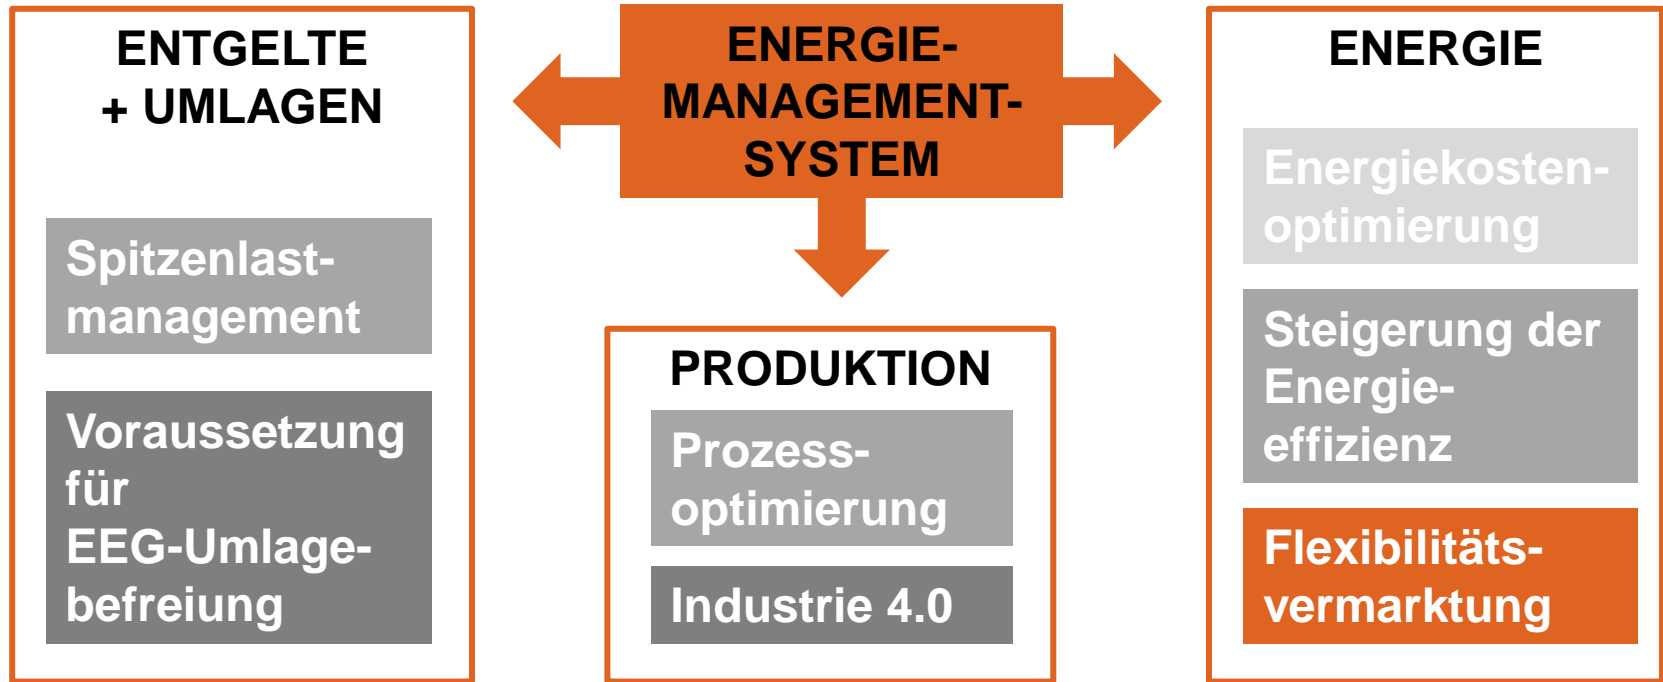 ENTGELTE
+ UMLAGEN
Spitzenlast-
management
Voraussetzung
für
EEG-Umlage-
befreiung
ENERGIE-
MANAGEMENT-
SYSTEM
PRODUKTION
Prozess-
optimierung
Industrie 4.0
ENERGIE
Energiekosten-
optimierung
Steigerung der
Energie-
effizienz
Flexibilitäts-
vermarktung